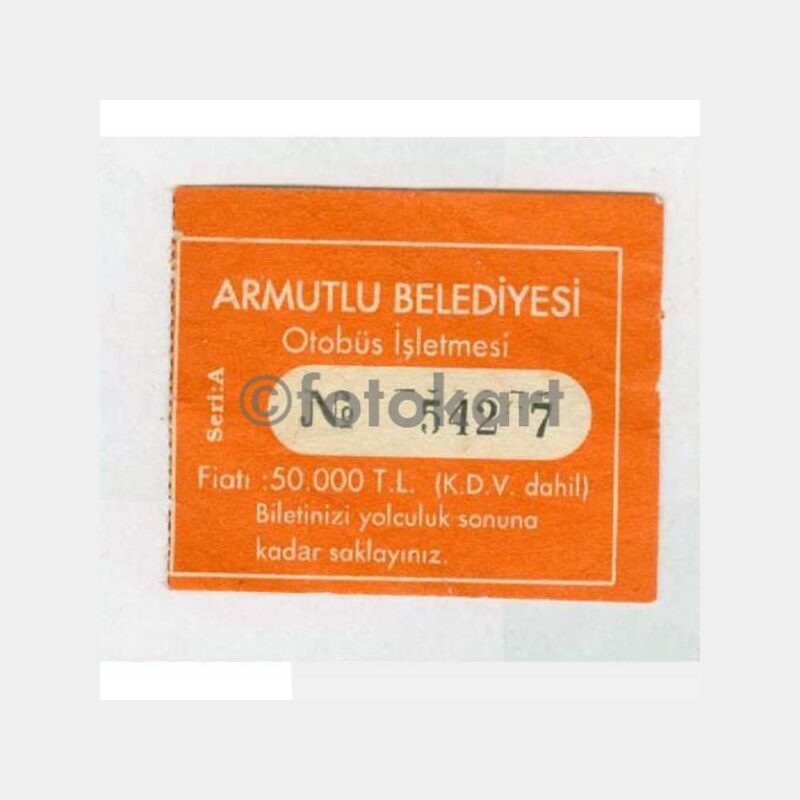 ARMUTLU BELEDİYESİ
Otobüs İşletmesi
Seri:A
©fotokart
№ 542 7
Fiatı :50.000 T.L. (K.D.V. dahil)
Biletinizi yolculuk sonuna
kadar saklayınız.